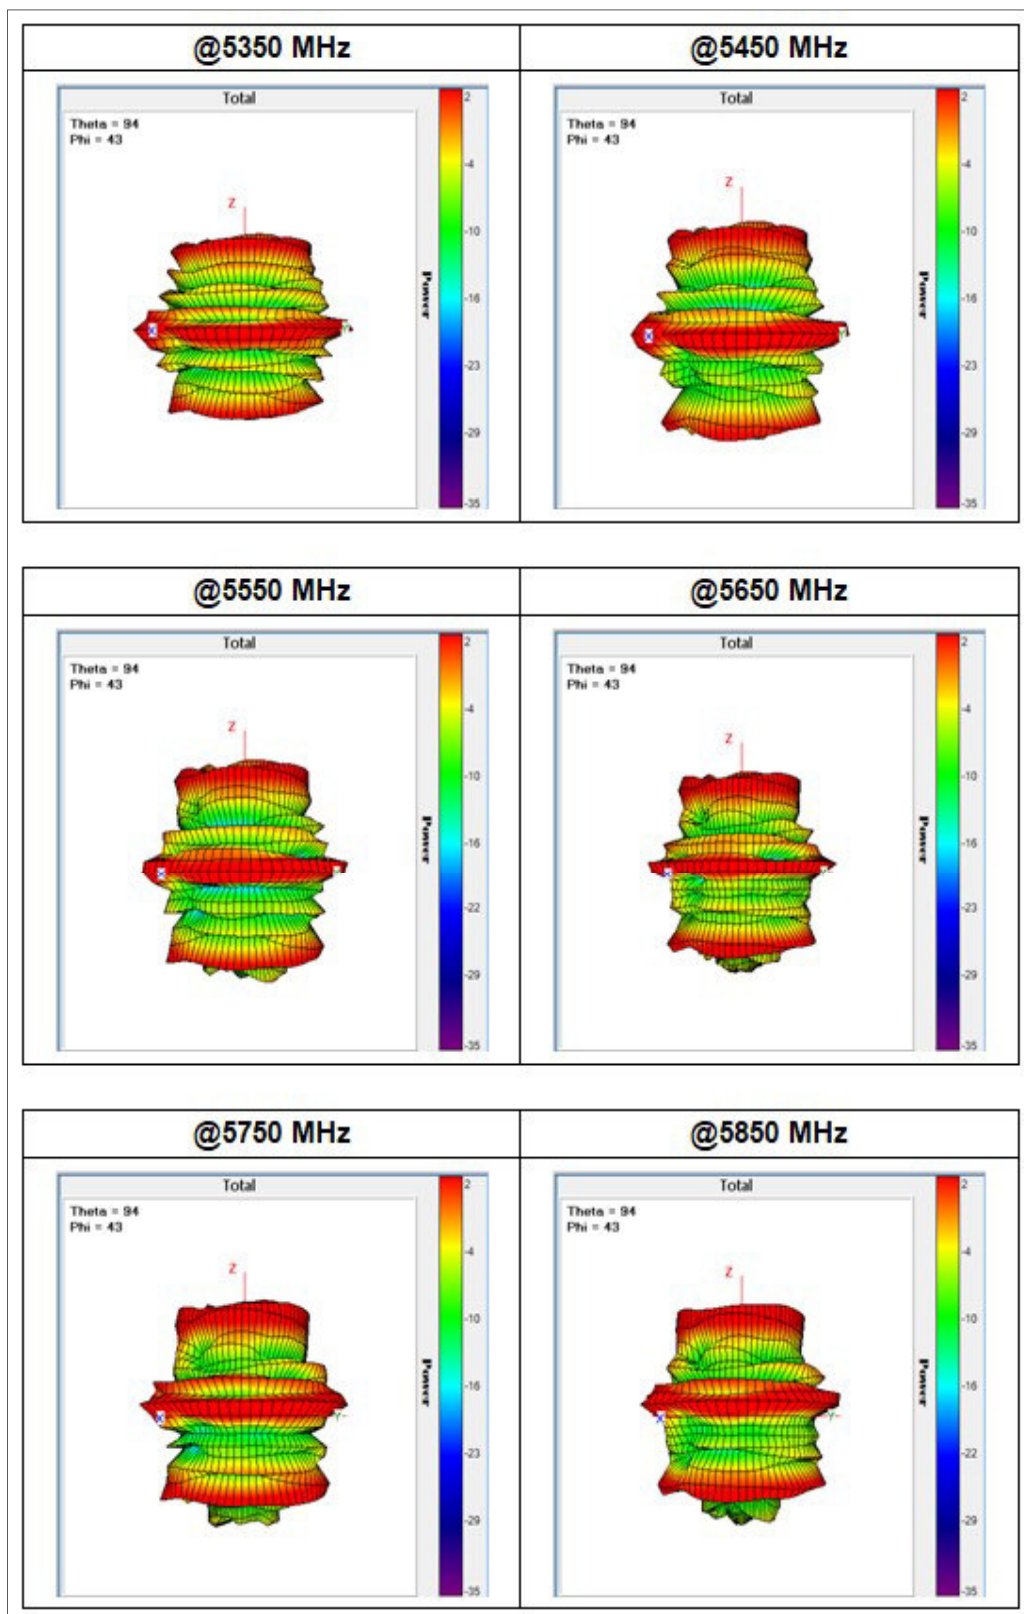 @5350 MHz
@5450 MHz
Total
Theta = 94
Phi = 43
Z
X
Y
2
-4
-10
-16
-23
-29
-35
Power
Total
Theta = 94
Phi = 43
Z
X
2
-4
-10
-16
-23
-29
-35
Power
@5550 MHz
@5650 MHz
Total
Theta = 94
Phi = 43
Z
X
Y
2
-4
-10
-16
-22
-29
-35
Power
Total
Theta = 94
Phi = 43
Z
X
Y
2
-4
-10
-16
-23
-29
-35
Power
@5750 MHz
@5850 MHz
Total
Theta = 94
Phi = 43
Z
X
Y
2
-4
-10
-16
-23
-29
-35
Power
Total
Theta = 94
Phi = 43
Z
X
Y
2
-4
-10
-16
-22
-29
-35
Power